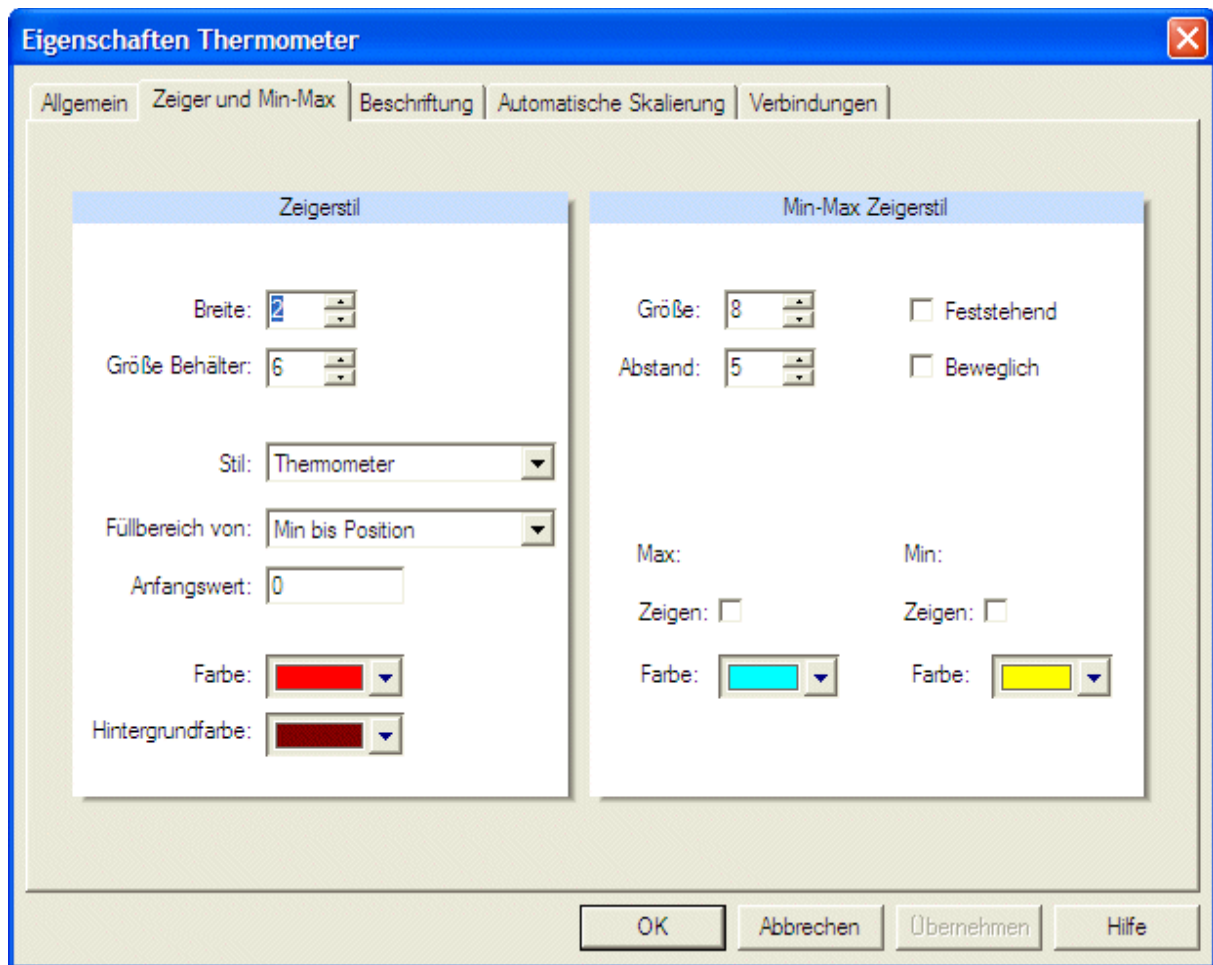 Eigenschaften Thermometer
Allgemein Zeiger und Min-Max Beschriftung Automatische Skalierung Verbindungen
Zeigerstil
Breite: 2
Größe Behälter: 6
Stil: Thermometer
Füllbereich von: Min bis Position
Anfangswert: 0
Farbe:
Hintergrundfarbe:
Min-Max Zeigerstil
Größe: 8 Feststehend
Abstand: 5 Beweglich
Max: Min:
Zeigen: Zeigen:
Farbe: Farbe:
OK Abbrechen Übernehmen Hilfe